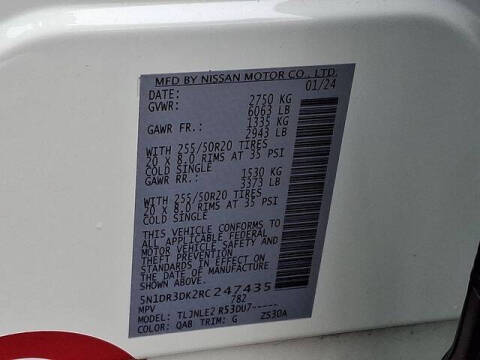 MFD BY NISSAN MOTOR CO., LTD.
DATE: 01/24
GVWR: 2750 KG
6063 LB
GAWR FR.: 1335 KG
2943 LB
WITH 255/50R20 TIRES
20 x 8.0 RIMS AT 35 PSI
COLD SINGLE
GAWR RR.: 1530 KG
3373 LB
WITH 255/50R20 TIRES
20 x 8.0 RIMS AT 35 PSI
COLD SINGLE
THIS VEHICLE CONFORMS TO
ALL APPLICABLE FEDERAL
MOTOR VEHICLE SAFETY AND
THEFT PREVENTION
STANDARDS IN EFFECT ON
THE DATE OF MANUFACTURE
5N1DR3DK2RC247435
MPV 782
MODEL: TLJNLE2 R53DU7-----
COLOR: QAB TRIM: G ZS30A